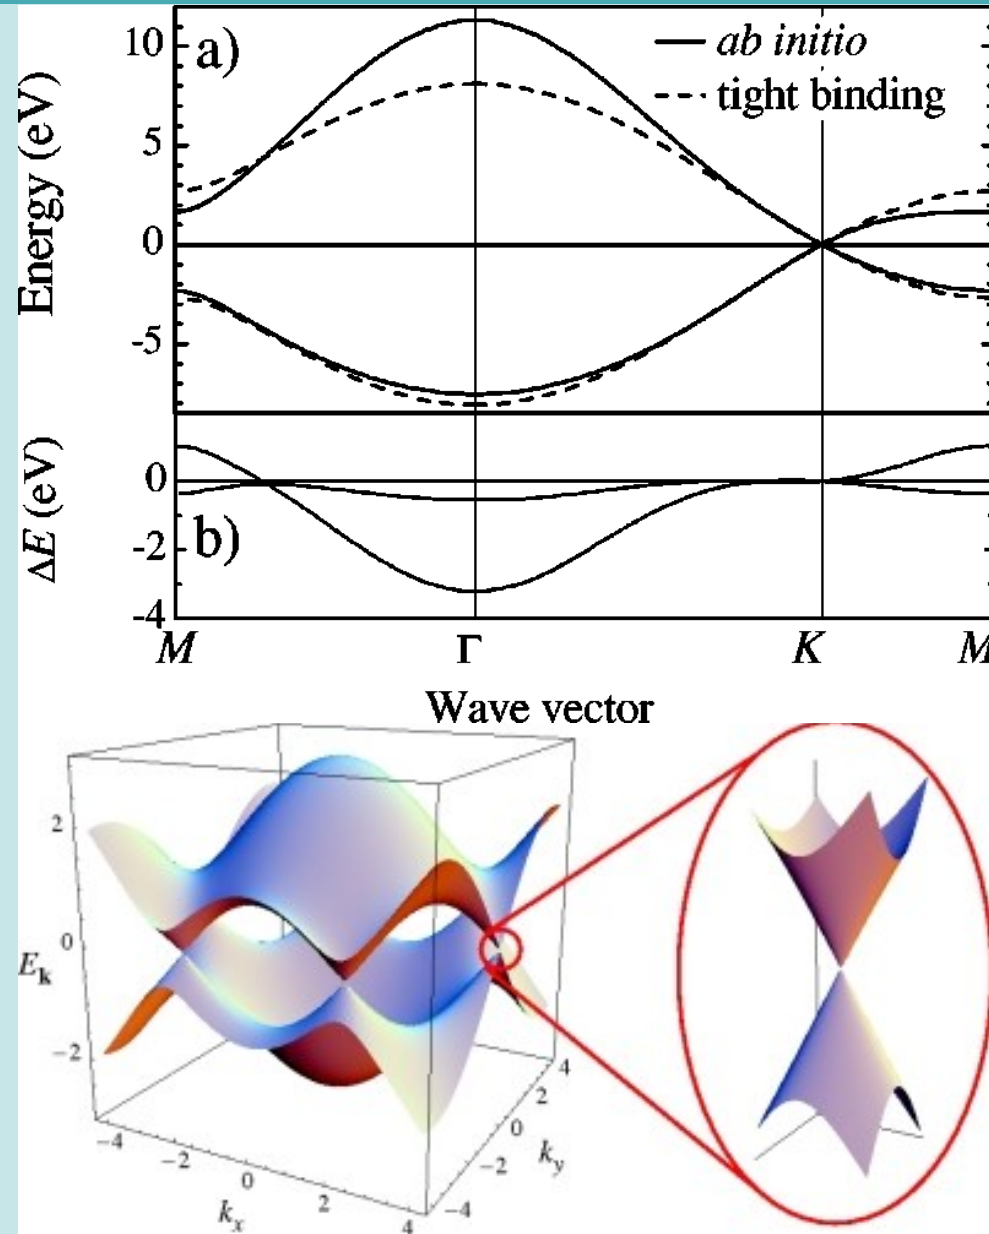 a)
ab initio
tight binding
Energy (eV)
10
5
0
-5
ΔE (eV)
b)
0
-2
-4
M Γ K M
Wave vector
2
0
E_k
−2
−4 −2 0 2 4
k_x
−4 −2 0 2 4
k_y